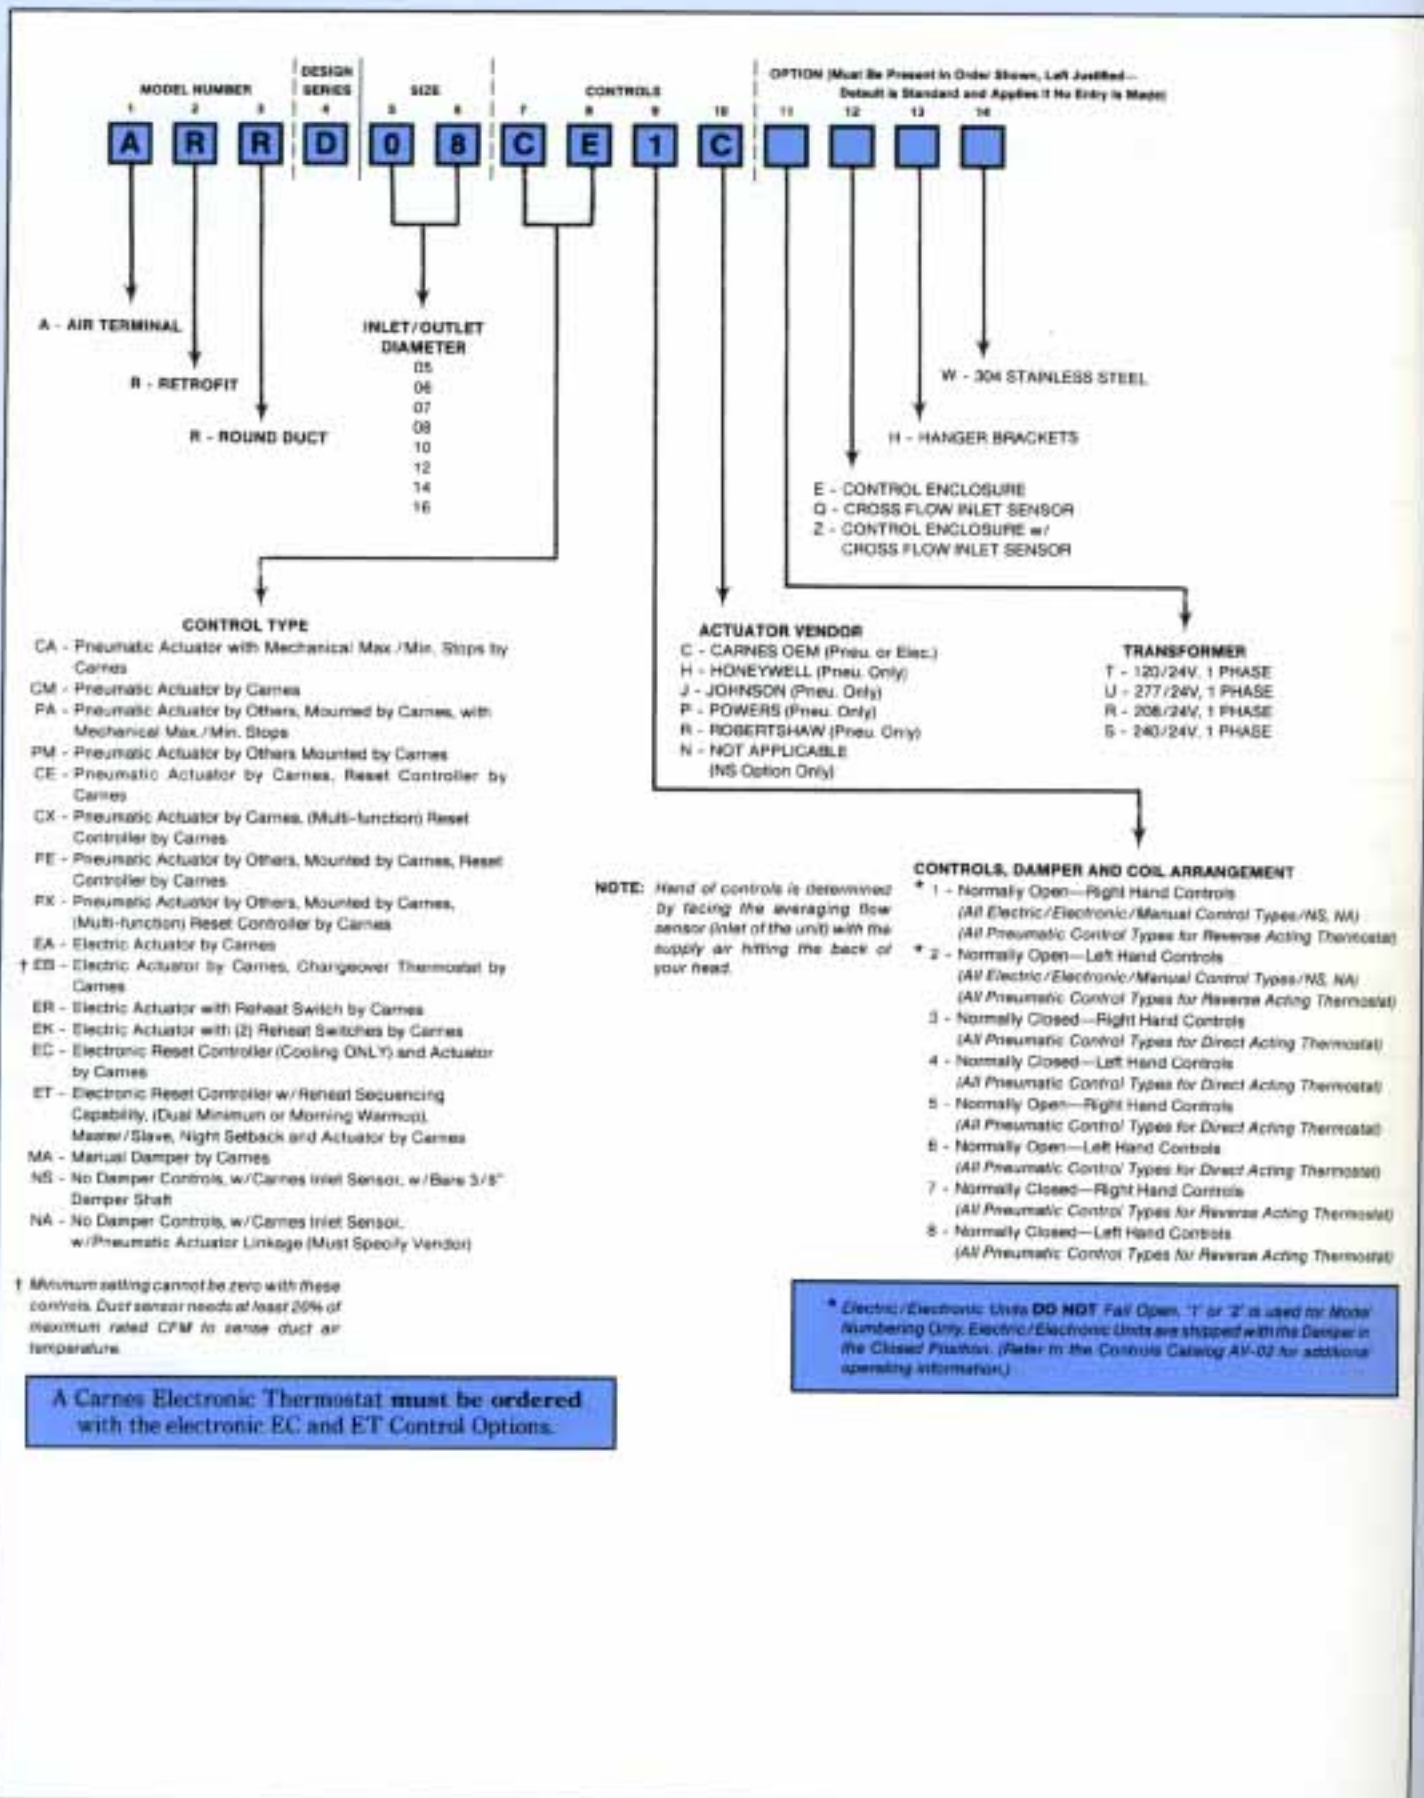 MODEL NUMBER
DESIGN
SERIES
SIZE
CONTROLS
OPTION (Must Be Present In Order Shown, Left Justified—
Default is Standard and Applies If No Entry Is Made)
1 2 3 4 5 6 7 8 9 10 11 12 13 14
A R R D 0 8 C E 1 C
A - AIR TERMINAL
R - RETROFIT
R - ROUND DUCT
INLET/OUTLET
DIAMETER
05
06
07
08
10
12
14
16
W - 304 STAINLESS STEEL
H - HANGER BRACKETS
E - CONTROL ENCLOSURE
Q - CROSS FLOW INLET SENSOR
Z - CONTROL ENCLOSURE w/
CROSS FLOW INLET SENSOR
CONTROL TYPE
CA - Pneumatic Actuator with Mechanical Max./Min. Stops by
Carnes
CM - Pneumatic Actuator by Carnes
PA - Pneumatic Actuator by Others, Mounted by Carnes, with
Mechanical Max./Min. Stops
PM - Pneumatic Actuator by Others Mounted by Carnes
CE - Pneumatic Actuator by Carnes, Reset Controller by
Carnes
CX - Pneumatic Actuator by Carnes, (Multi-function) Reset
Controller by Carnes
PE - Pneumatic Actuator by Others, Mounted by Carnes, Reset
Controller by Carnes
PX - Pneumatic Actuator by Others, Mounted by Carnes,
(Multi-function) Reset Controller by Carnes
EA - Electric Actuator by Carnes
† EB - Electric Actuator by Carnes, Changeover Thermostat by
Carnes
ER - Electric Actuator with Reheat Switch by Carnes
EK - Electric Actuator with (2) Reheat Switches by Carnes
EC - Electronic Reset Controller (Cooling ONLY) and Actuator
by Carnes
ET - Electronic Reset Controller w/Reheat Sequencing
Capability, (Dual Minimum or Morning Warmup),
Master/Slave, Night Setback and Actuator by Carnes
MA - Manual Damper by Carnes
NS - No Damper Controls, w/Carnes Inlet Sensor, w/Bare 3/8"
Damper Shaft
NA - No Damper Controls, w/Carnes Inlet Sensor,
w/Pneumatic Actuator Linkage (Must Specify Vendor)
† Minimum setting cannot be zero with these
controls. Duct sensor needs at least 20% of
maximum rated CFM to sense duct air
temperature.
A Carnes Electronic Thermostat must be ordered
with the electronic EC and ET Control Options.
ACTUATOR VENDOR
C - CARNES OEM (Pneu. or Elec.)
H - HONEYWELL (Pneu. Only)
J - JOHNSON (Pneu. Only)
P - POWERS (Pneu. Only)
R - ROBERTSHAW (Pneu. Only)
N - NOT APPLICABLE
(NS Option Only)
TRANSFORMER
T - 120/24V, 1 PHASE
U - 277/24V, 1 PHASE
R - 208/24V, 1 PHASE
S - 240/24V, 1 PHASE
NOTE: Hand of controls is determined
by facing the averaging flow
sensor (inlet of the unit) with the
supply air hitting the back of
your head.
CONTROLS, DAMPER AND COIL ARRANGEMENT
* 1 - Normally Open—Right Hand Controls
(All Electric/Electronic/Manual Control Types/NS, NA)
(All Pneumatic Control Types for Reverse Acting Thermostat)
* 2 - Normally Open—Left Hand Controls
(All Electric/Electronic/Manual Control Types/NS, NA)
(All Pneumatic Control Types for Reverse Acting Thermostat)
3 - Normally Closed—Right Hand Controls
(All Pneumatic Control Types for Direct Acting Thermostat)
4 - Normally Closed—Left Hand Controls
(All Pneumatic Control Types for Direct Acting Thermostat)
5 - Normally Open—Right Hand Controls
(All Pneumatic Control Types for Direct Acting Thermostat)
6 - Normally Open—Left Hand Controls
(All Pneumatic Control Types for Direct Acting Thermostat)
7 - Normally Closed—Right Hand Controls
(All Pneumatic Control Types for Reverse Acting Thermostat)
8 - Normally Closed—Left Hand Controls
(All Pneumatic Control Types for Reverse Acting Thermostat)
* Electric/Electronic Units DO NOT Fail Open. '1' or '2' is used for Model
Numbering Only. Electric/Electronic Units are shipped with the Damper in
the Closed Position. (Refer to the Controls Catalog AV-02 for additional
operating information.)